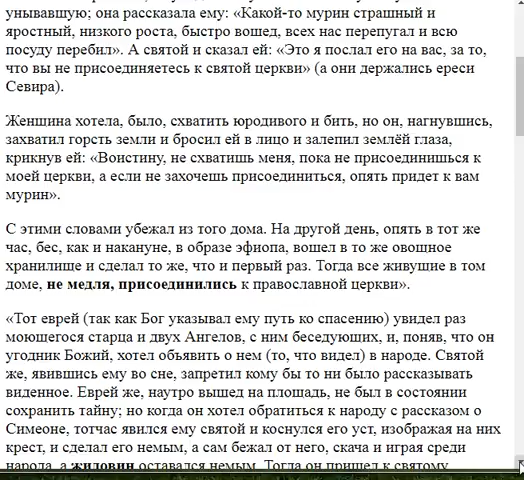 унывавшую; она рассказала ему: «Какой-то мурин страшный и
яростный, низкого роста, быстро вошед, всех нас перепугал и всю
посуду перебил». А святой и сказал ей: «Это я послал его на вас, за то,
что вы не присоединяетесь к святой церкви» (а они держались ереси
Севира).
Женщина хотела, было, схватить юродивого и бить, но он, нагнувшись,
захватил горсть земли и бросил ей в лицо и залепил землёй глаза,
крикнув ей: «Воистину, не схватишь меня, пока не присоединишься к
моей церкви, а если не захочешь присоединиться, опять придет к вам
мурин».
С этими словами убежал из того дома. На другой день, опять в тот же
час, бес, как и накануне, в образе эфиопа, вошел в то же овощное
хранилище и сделал то же, что и первый раз. Тогда все живущие в том
доме, не медля, присоединились к православной церкви».
«Тот еврей (так как Бог указывал ему путь ко спасению) увидел раз
моющегося старца и двух Ангелов, с ним беседующих, и, поняв, что он
угодник Божий, хотел объявить о нем (то, что видел) в народе. Святой
же, явившись ему во сне, запретил кому бы то ни было рассказывать
виденное. Еврей же, наутро вышед на площадь, не был в состоянии
сохранить тайну; но когда он хотел обратиться к народу с рассказом о
Симеоне, тотчас явился ему святой и коснулся его уст, изображая на них
крест, и сделал его немым, а сам бежал от него, скача и играя среди
народа, а жидовин оставался немым. Тогда он пришел к святому